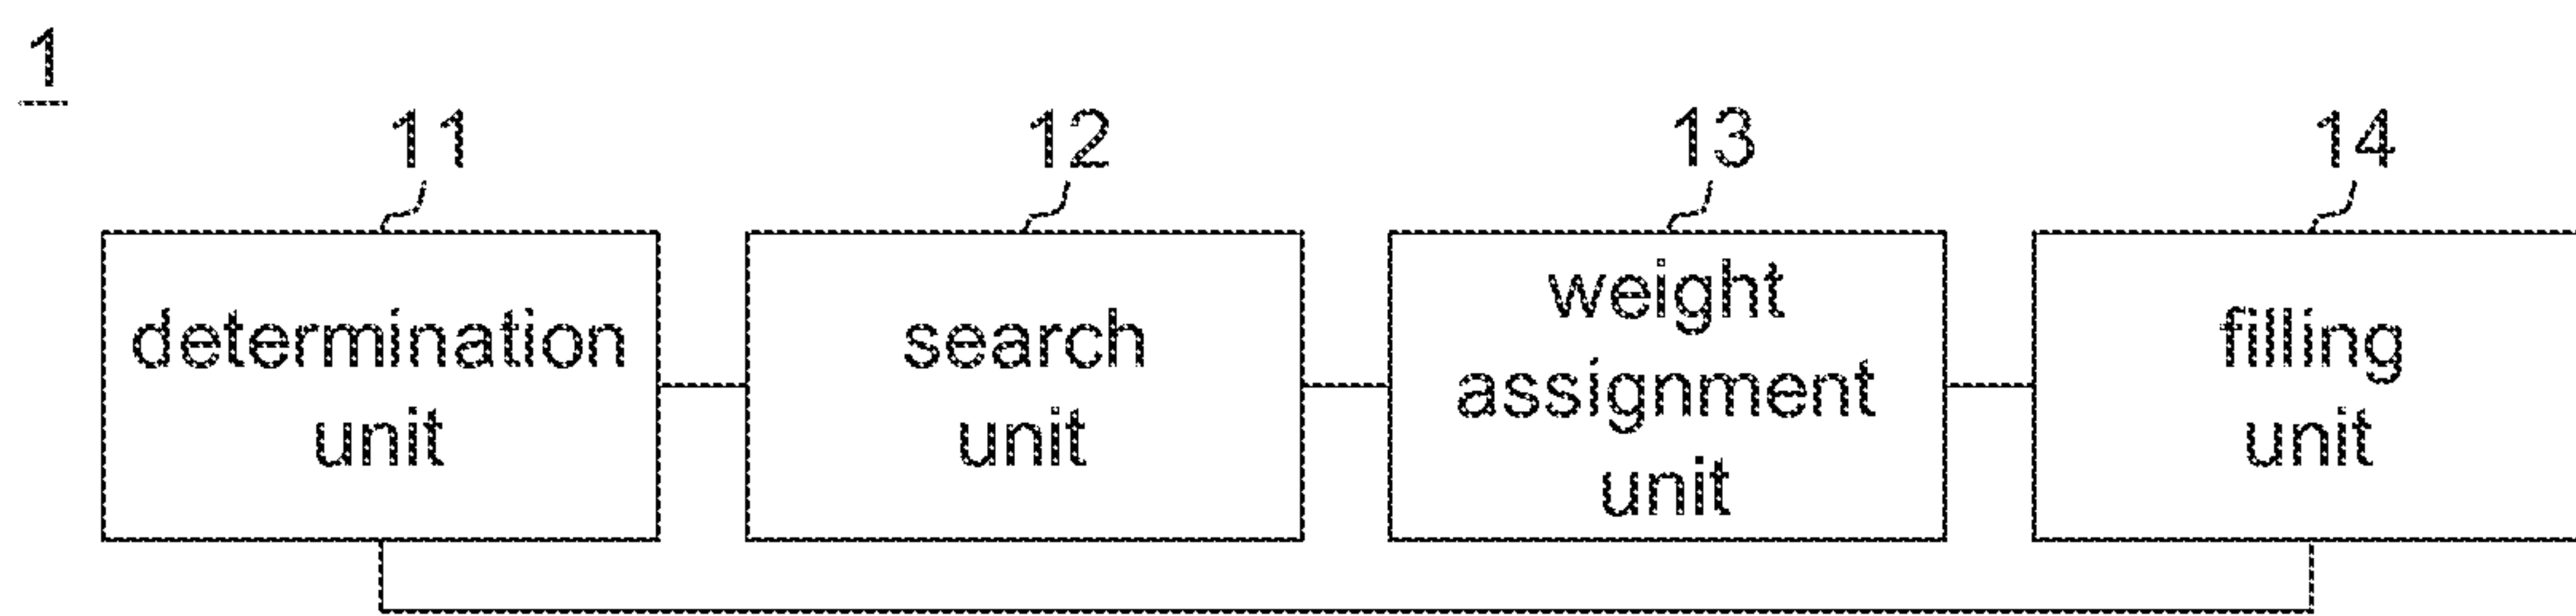 1
11
12
13
14
determination
unit
search
unit
weight
assignment
unit
filling
unit